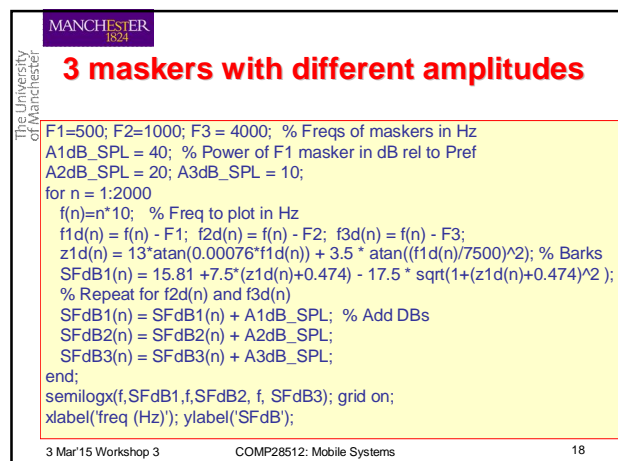 MANCHESTER
1824
The University
of Manchester
3 maskers with different amplitudes
F1=500; F2=1000; F3 = 4000;  % Freqs of maskers in Hz
A1dB_SPL = 40;  % Power of F1 masker in dB rel to Pref
A2dB_SPL = 20; A3dB_SPL = 10;
for n = 1:2000
f(n)=n*10;   % Freq to plot in Hz
f1d(n) = f(n) - F1;  f2d(n) = f(n) - F2;  f3d(n) = f(n) - F3;
z1d(n) = 13*atan(0.00076*f1d(n)) + 3.5 * atan((f1d(n)/7500)^2); % Barks
SFdB1(n) = 15.81 +7.5*(z1d(n)+0.474) - 17.5 * sqrt(1+(z1d(n)+0.474)^2 );
% Repeat for f2d(n) and f3d(n)
SFdB1(n) = SFdB1(n) + A1dB_SPL;  % Add DBs
SFdB2(n) = SFdB2(n) + A2dB_SPL;
SFdB3(n) = SFdB3(n) + A3dB_SPL;
end;
semilogx(f,SFdB1,f,SFdB2, f, SFdB3); grid on;
xlabel('freq (Hz)'); ylabel('SFdB');
3 Mar'15 Workshop 3
COMP28512: Mobile Systems
18